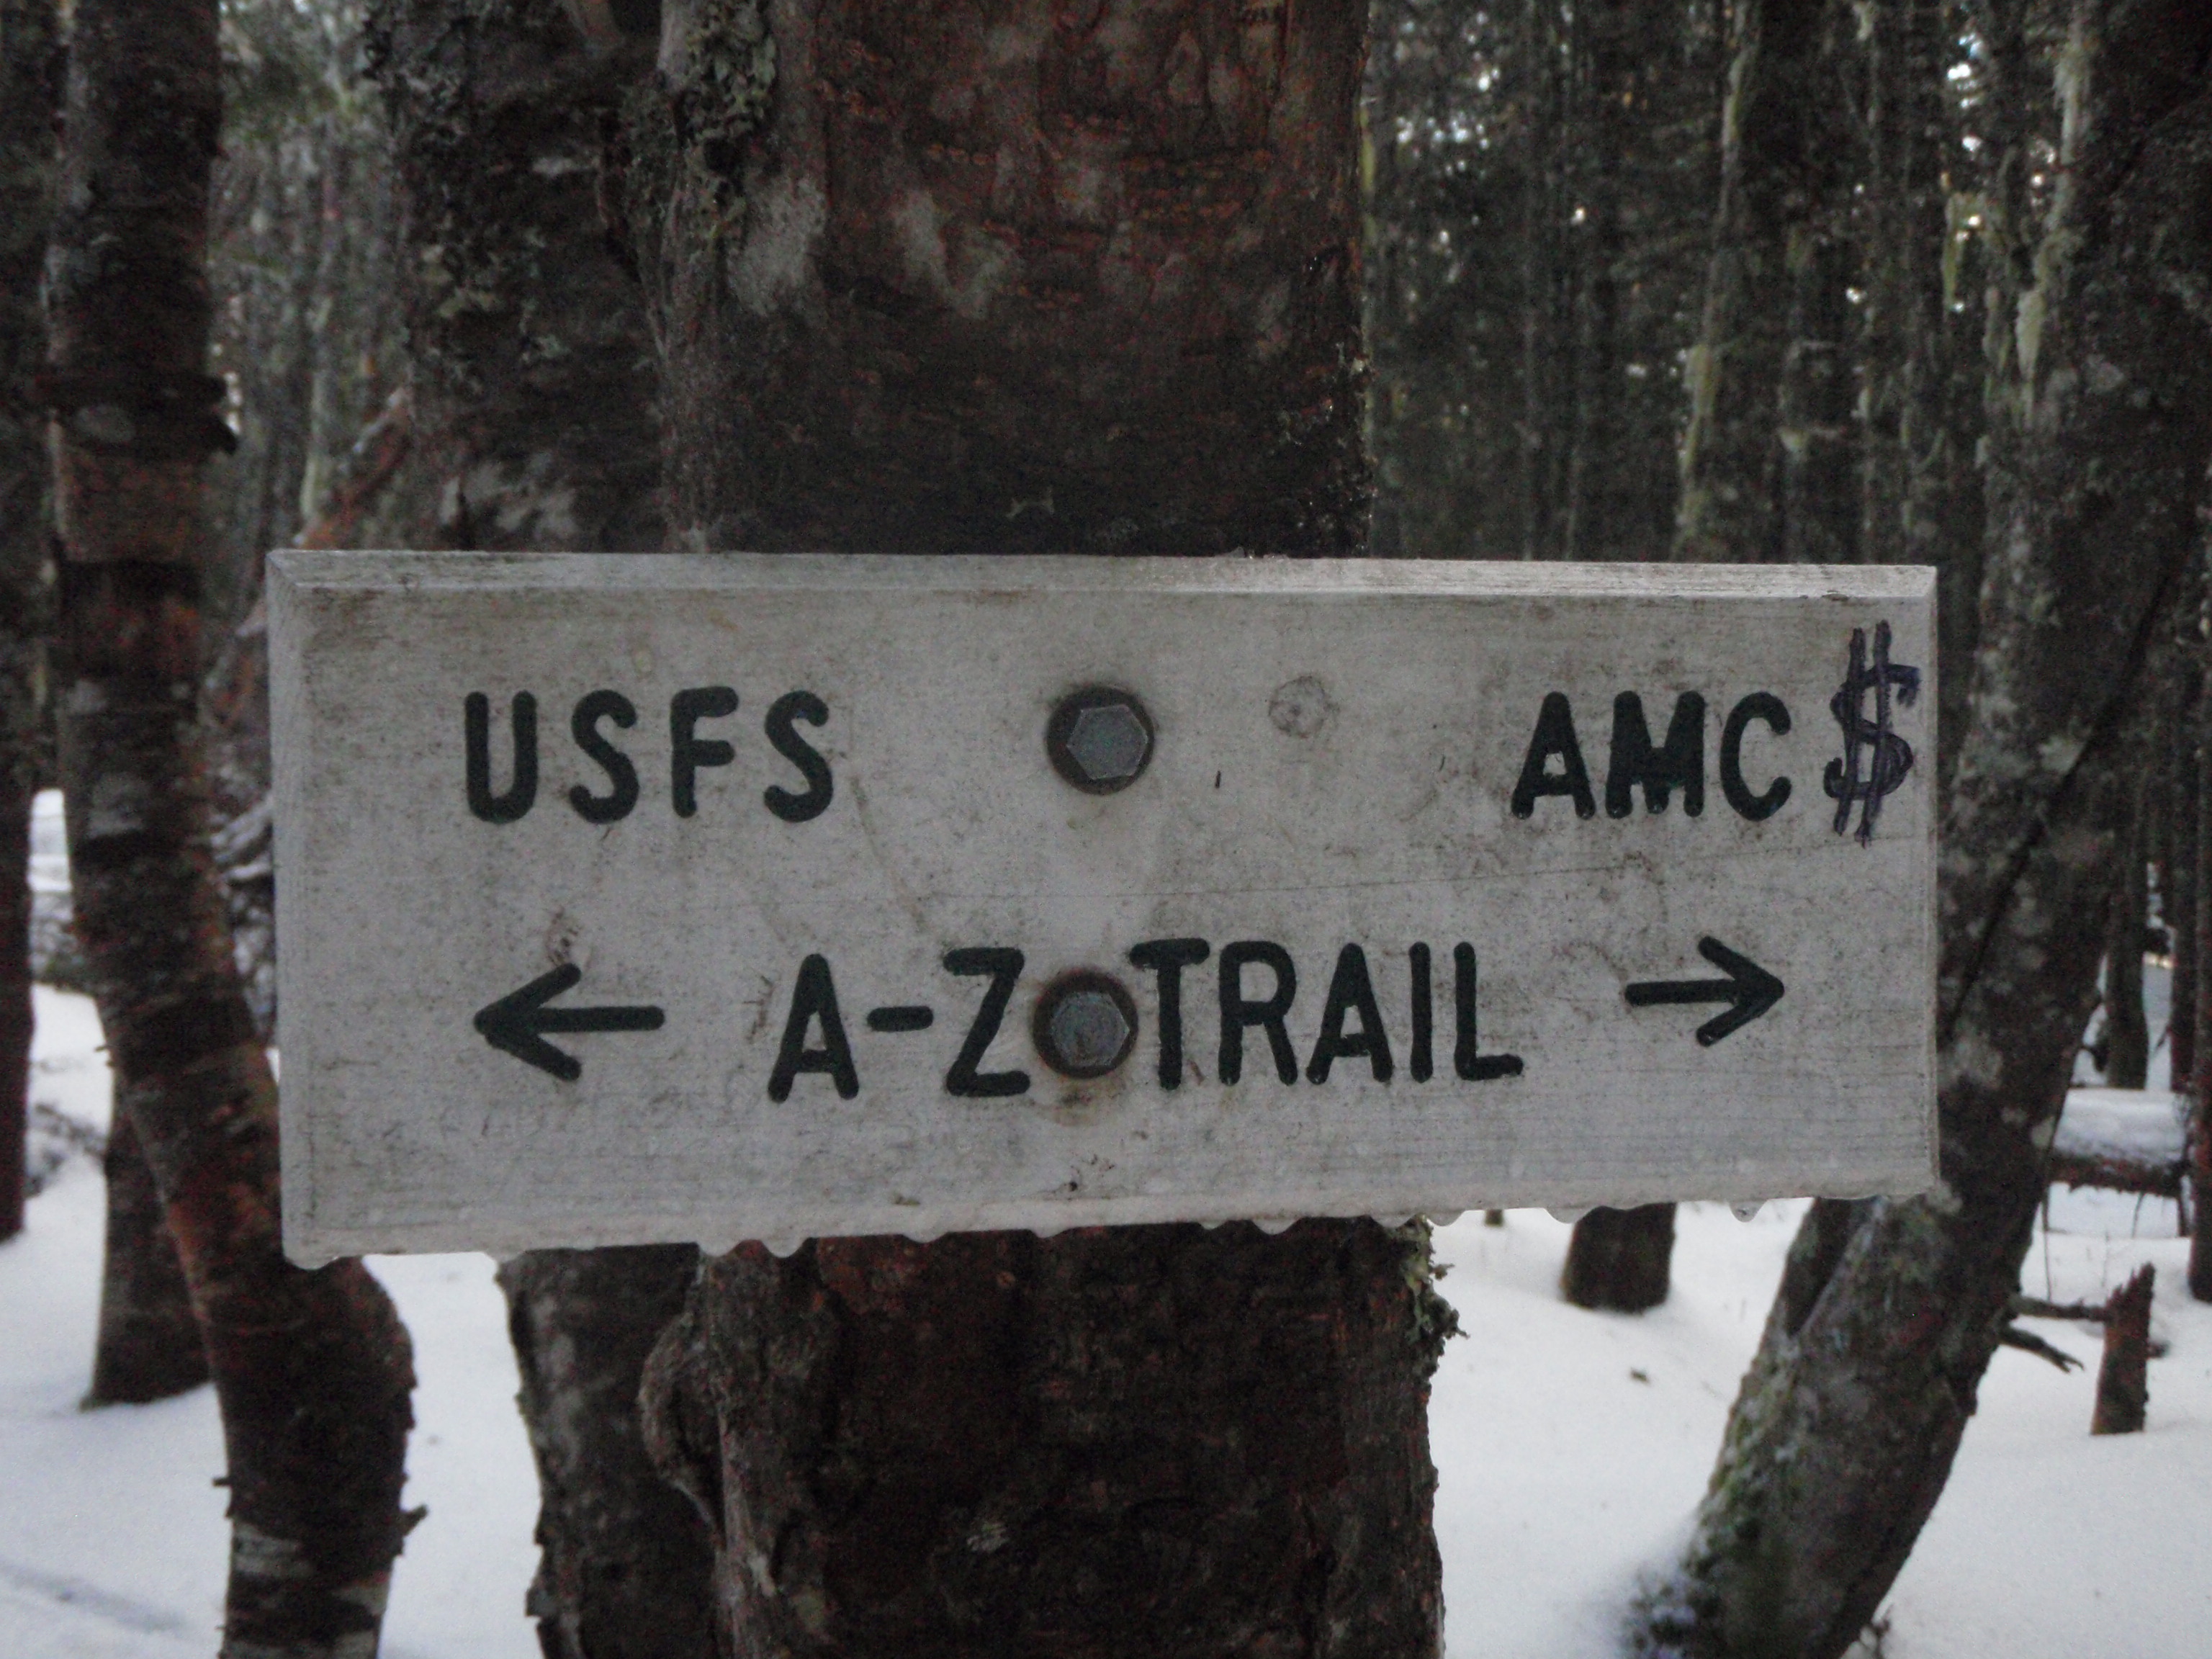 USFS AMC $
← A-Z TRAIL →